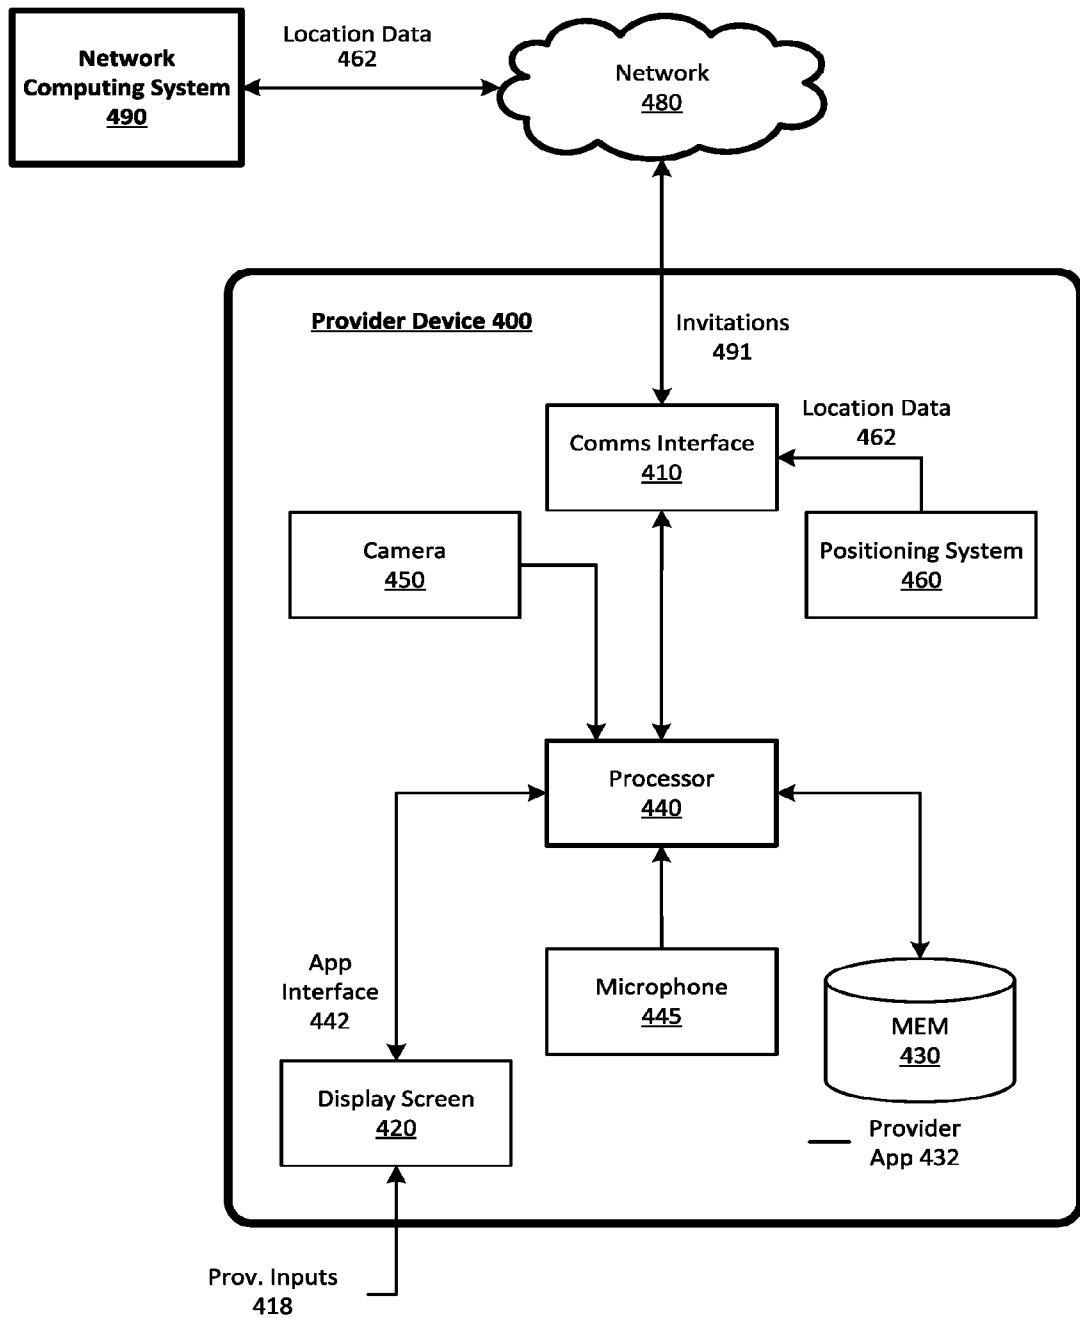 Network
Computing System
490
Location Data
462
Network
480
Provider Device 400
Invitations
491
Comms Interface
410
Location Data
462
Camera
450
Positioning System
460
Processor
440
App
Interface
442
Microphone
445
MEM
430
Display Screen
420
Provider
App 432
Prov. Inputs
418